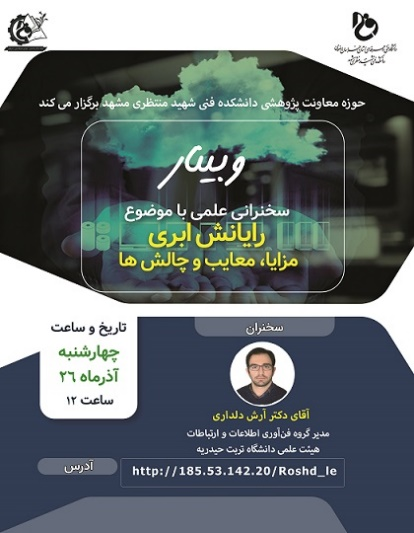 حوزه معاونت پژوهشی دانشکده فنی شهید منتظری مشهد برگزار می کند
وبینار
سخنرانی علمی با موضوع
رایانش ابری
مزایا، معایب و چالش ها
تاریخ و ساعت
چهارشنبه
۲۶ آذرماه
ساعت ۱۲
سخنران
آقای دکتر آرش دلداری
مدیر گروه فن‌آوری اطلاعات و ارتباطات
هیئت علمی دانشگاه تربت حیدریه
آدرس
http://185.53.142.20/Roshd_le